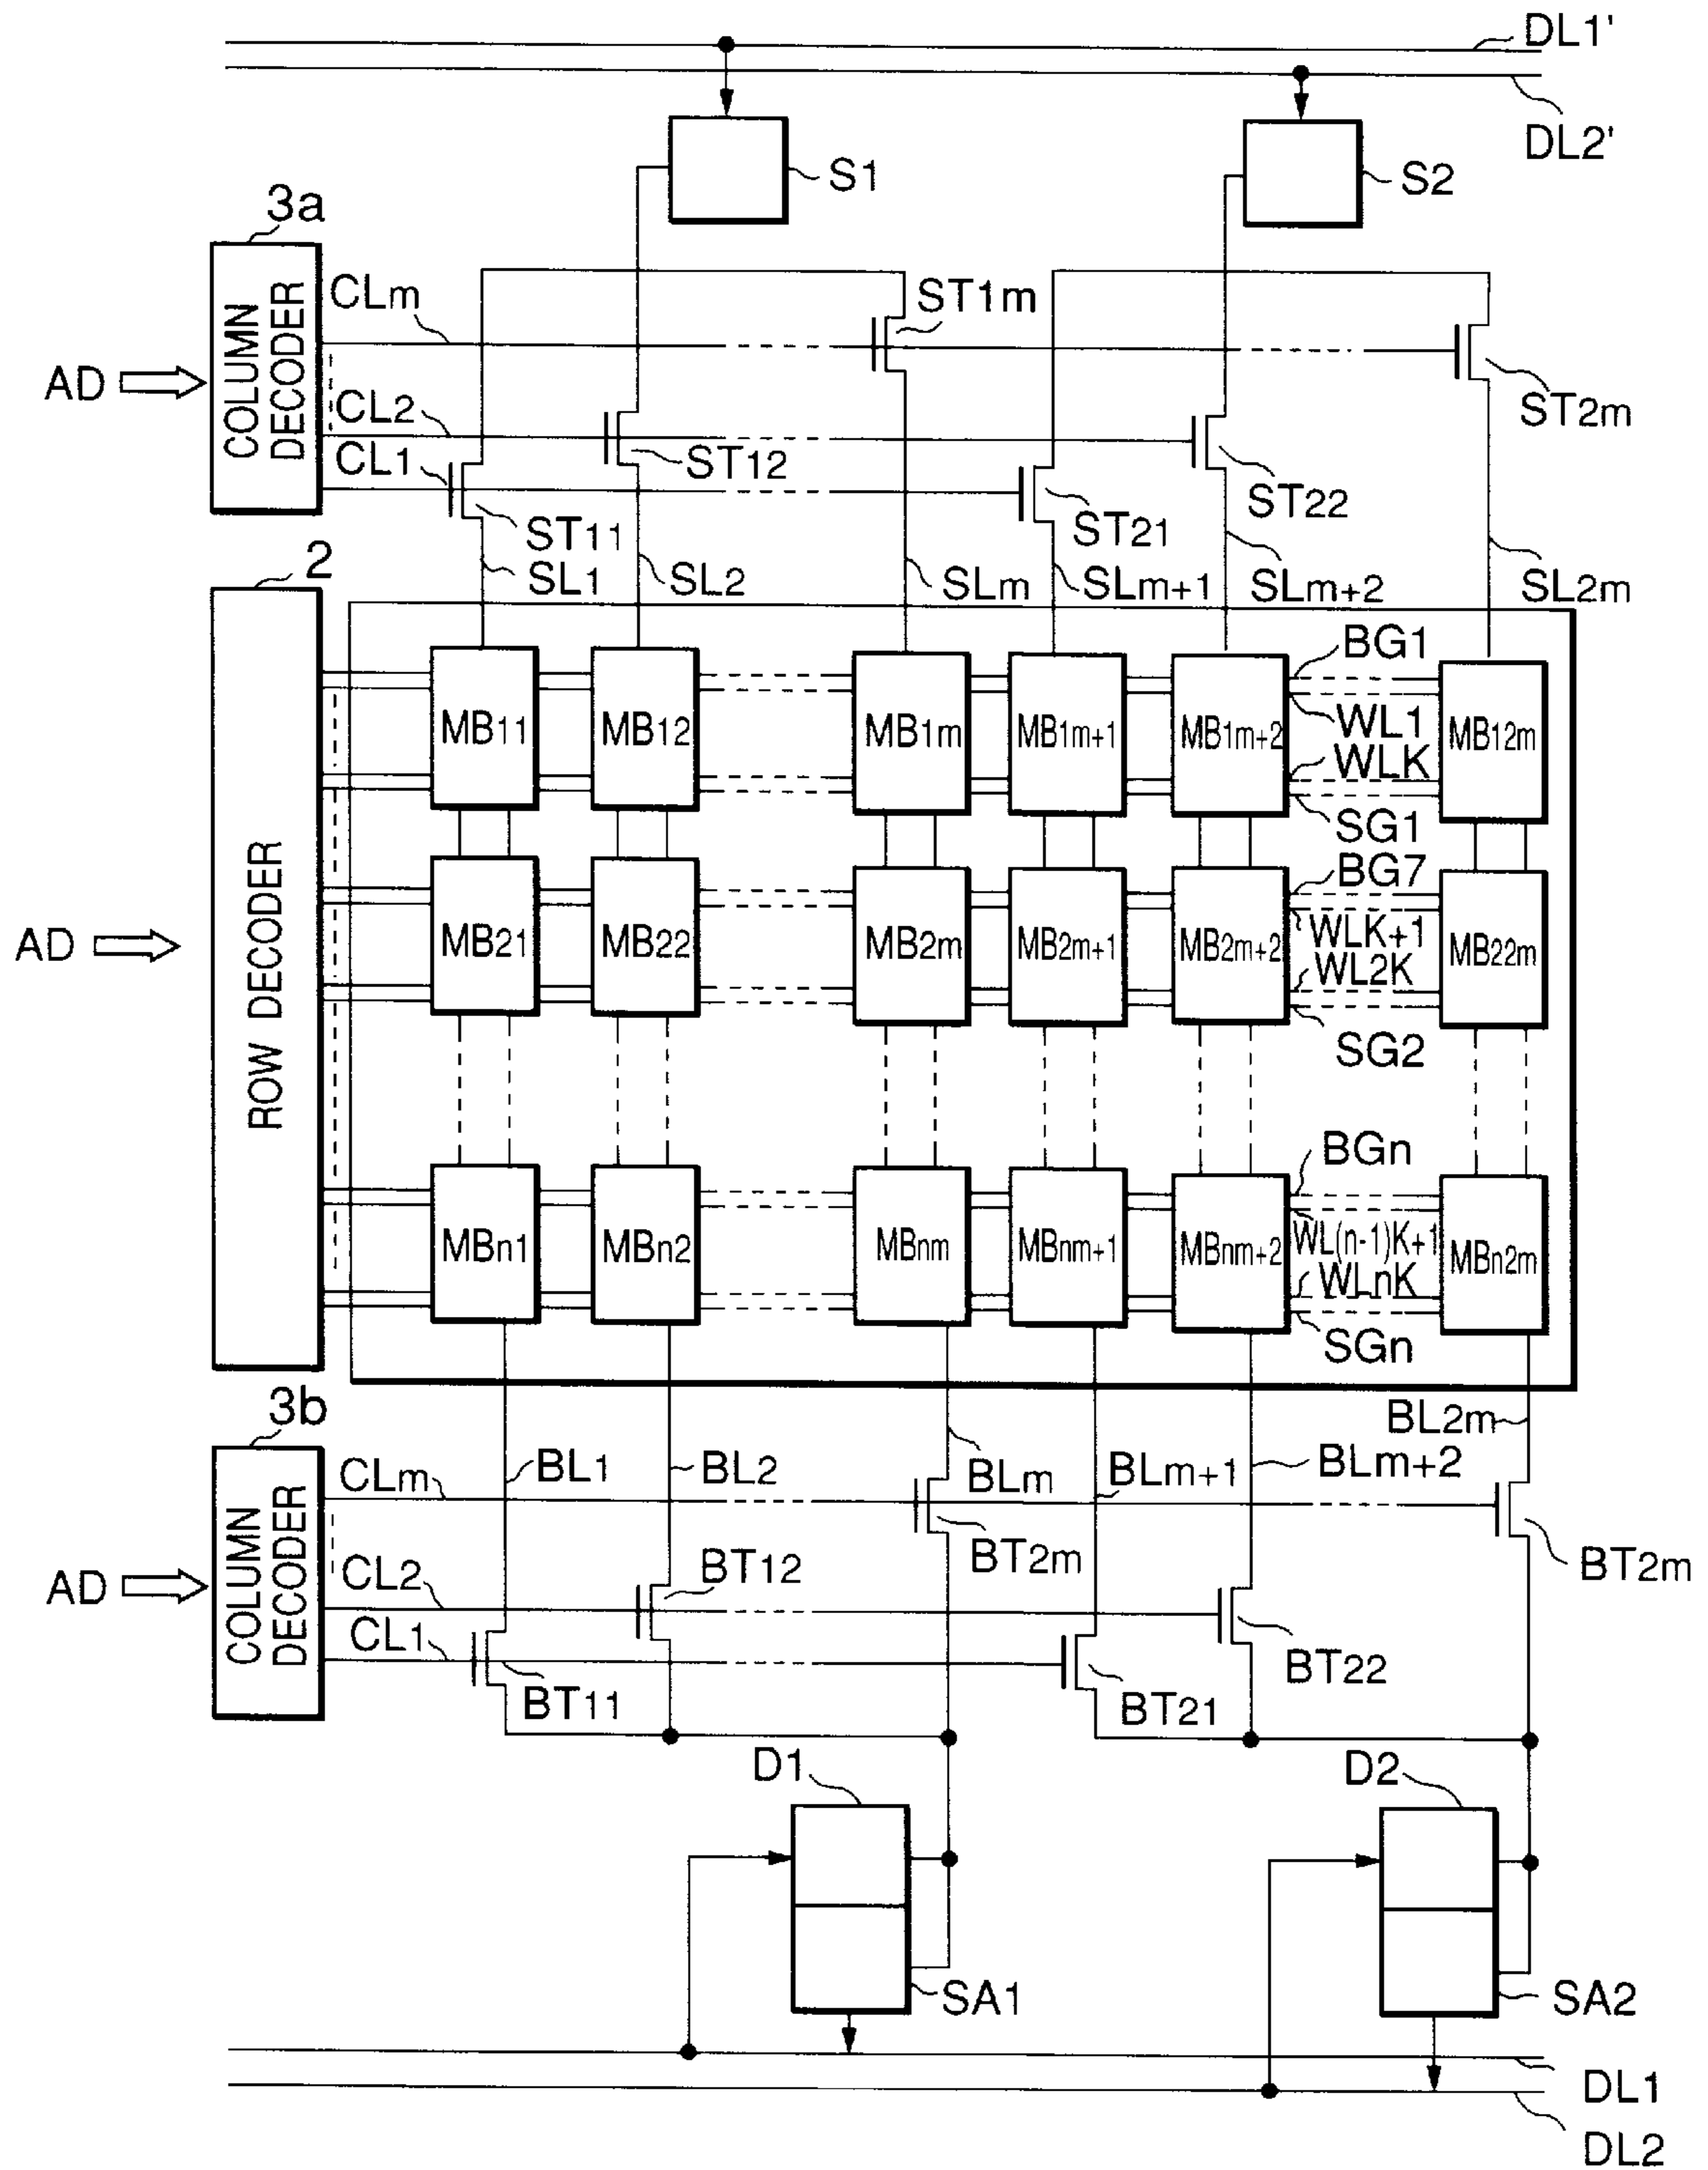 DL1'
DL2'
S1
S2
3a
COLUMN
DECODER
AD
CLm
CL2
CL1
ST1m
ST2m
ST12
ST22
ST11
ST21
SL1
SL2
SLm
SLm+1
SLm+2
SL2m
2
ROW DECODER
AD
BG1
MB11
MB12
MB1m
MB1m+1
MB1m+2
WL1
WLK
MB12m
SG1
BG7
MB21
MB22
MB2m
MB2m+1
MB2m+2
WLK+1
WL2K
MB22m
SG2
BGn
MBn1
MBn2
MBnm
MBnm+1
MBnm+2
WL(n-1)K+1
WLnK
MBn2m
SGn
3b
COLUMN
DECODER
AD
BL2m
CLm
BL1
BL2
BLm
BLm+1
BLm+2
BT2m
BT2m
CL2
BT12
CL1
BT22
BT11
BT21
D1
D2
SA1
SA2
DL1
DL2